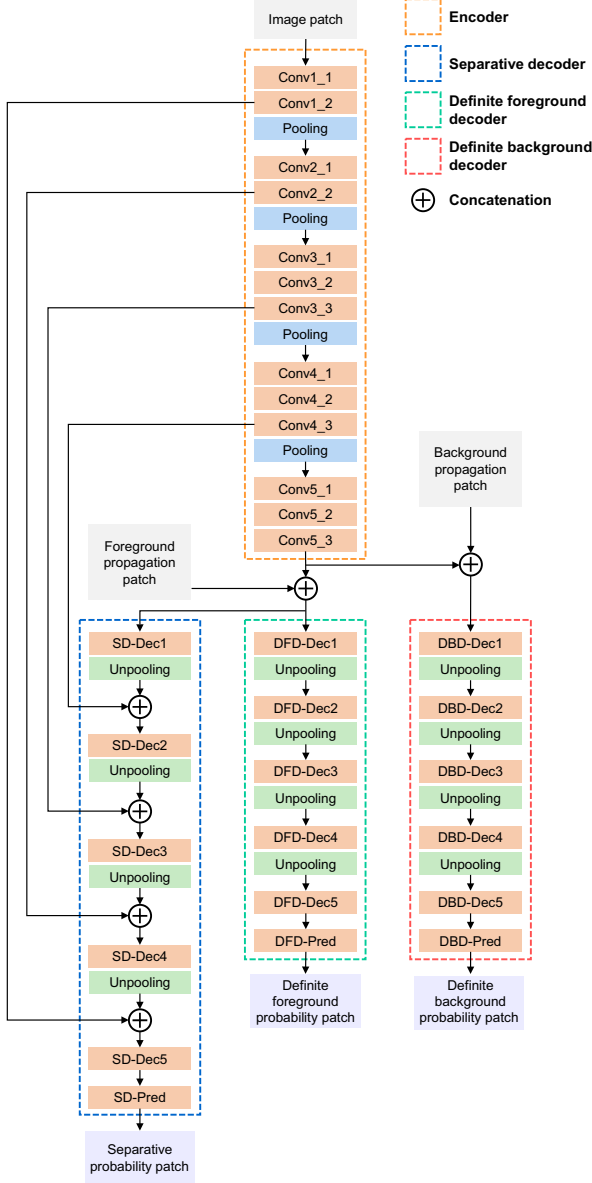 Image patch
Conv1_1
Conv1_2
Pooling
Conv2_1
Conv2_2
Pooling
Conv3_1
Conv3_2
Conv3_3
Pooling
Conv4_1
Conv4_2
Conv4_3
Pooling
Conv5_1
Conv5_2
Conv5_3
Encoder
Separative decoder
Definite foreground
decoder
Definite background
decoder
Concatenation
Background
propagation
patch
Foreground
propagation
patch
SD-Dec1
Unpooling
SD-Dec2
Unpooling
SD-Dec3
Unpooling
SD-Dec4
Unpooling
SD-Dec5
SD-Pred
Separative
probability patch
DFD-Dec1
Unpooling
DFD-Dec2
Unpooling
DFD-Dec3
Unpooling
DFD-Dec4
Unpooling
DFD-Dec5
DFD-Pred
Definite
foreground
probability patch
DBD-Dec1
Unpooling
DBD-Dec2
Unpooling
DBD-Dec3
Unpooling
DBD-Dec4
Unpooling
DBD-Dec5
DBD-Pred
Definite
background
probability patch